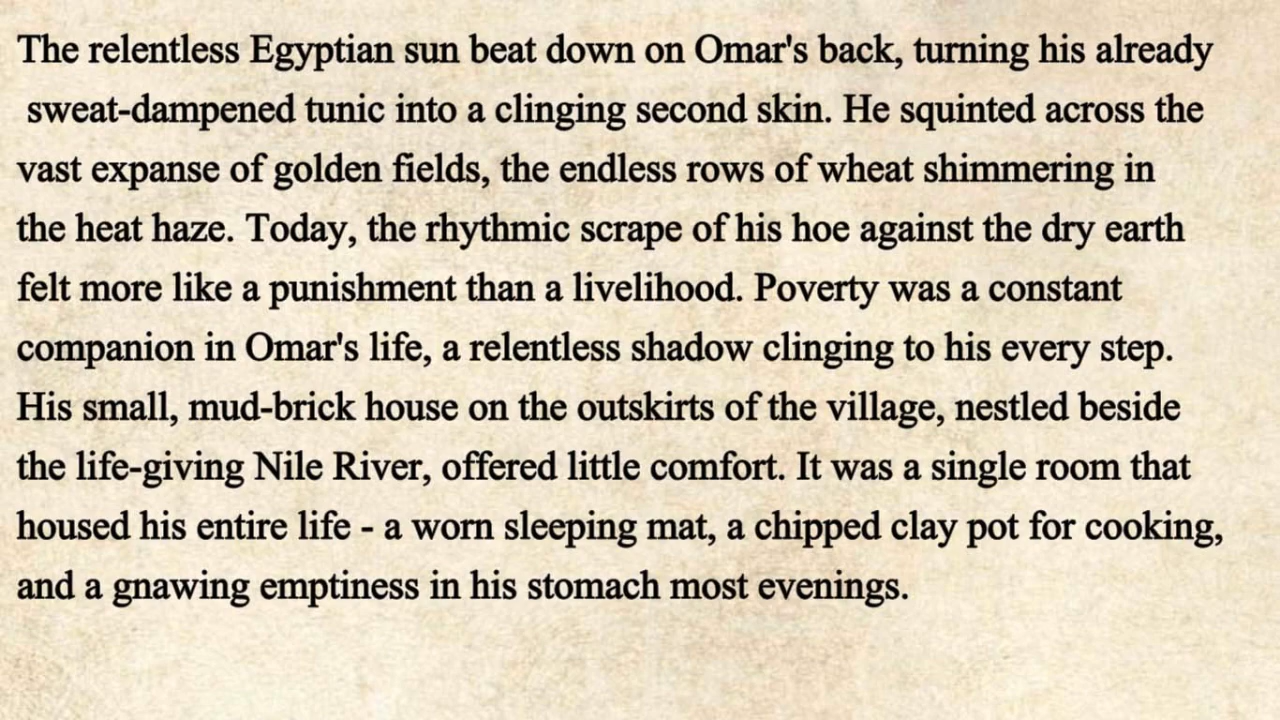 The relentless Egyptian sun beat down on Omar's back, turning his already
sweat-dampened tunic into a clinging second skin. He squinted across the
vast expanse of golden fields, the endless rows of wheat shimmering in
the heat haze. Today, the rhythmic scrape of his hoe against the dry earth
felt more like a punishment than a livelihood. Poverty was a constant
companion in Omar's life, a relentless shadow clinging to his every step.
His small, mud-brick house on the outskirts of the village, nestled beside
the life-giving Nile River, offered little comfort. It was a single room that
housed his entire life - a worn sleeping mat, a chipped clay pot for cooking,
and a gnawing emptiness in his stomach most evenings.